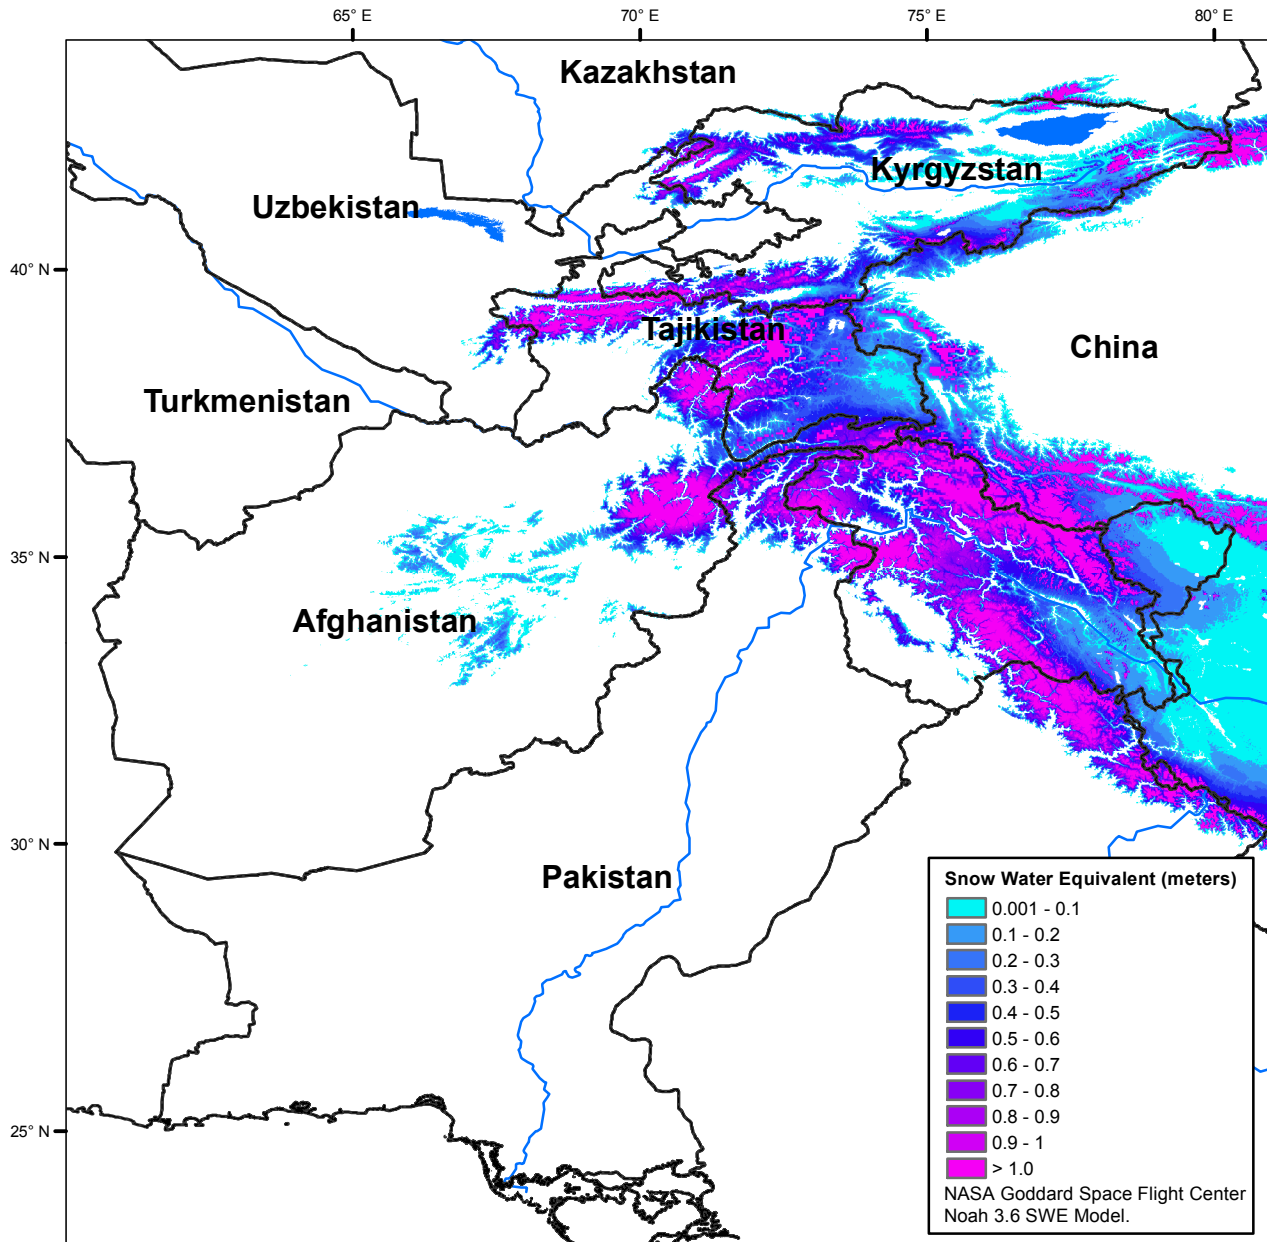 65° E
70° E
75° E
80° E
Kazakhstan
Kyrgyzstan
Uzbekistan
40° N
Tajikistan
China
Turkmenistan
35° N
Afghanistan
30° N
Pakistan
25° N
Snow Water Equivalent (meters)
0.001 - 0.1
0.1 - 0.2
0.2 - 0.3
0.3 - 0.4
0.4 - 0.5
0.5 - 0.6
0.6 - 0.7
0.7 - 0.8
0.8 - 0.9
0.9 - 1
> 1.0
NASA Goddard Space Flight Center
Noah 3.6 SWE Model.